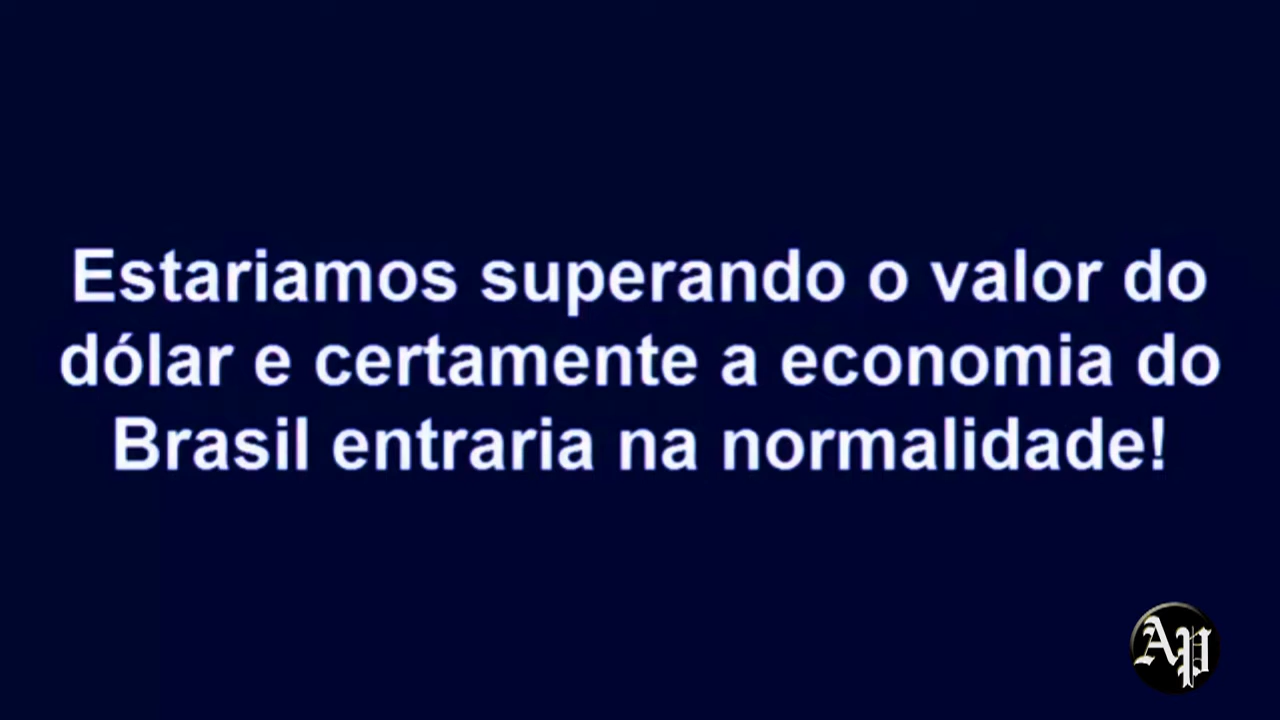 Estariamos superando o valor do
dólar e certamente a economia do
Brasil entraria na normalidade!
AP